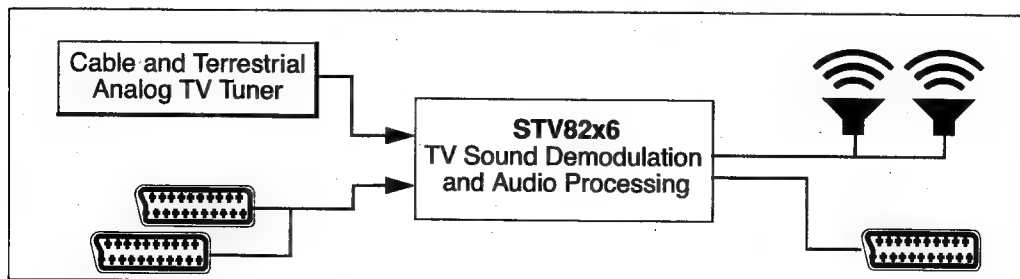 Cable and Terrestrial
Analog TV Tuner
STV82x6
TV Sound Demodulation
and Audio Processing